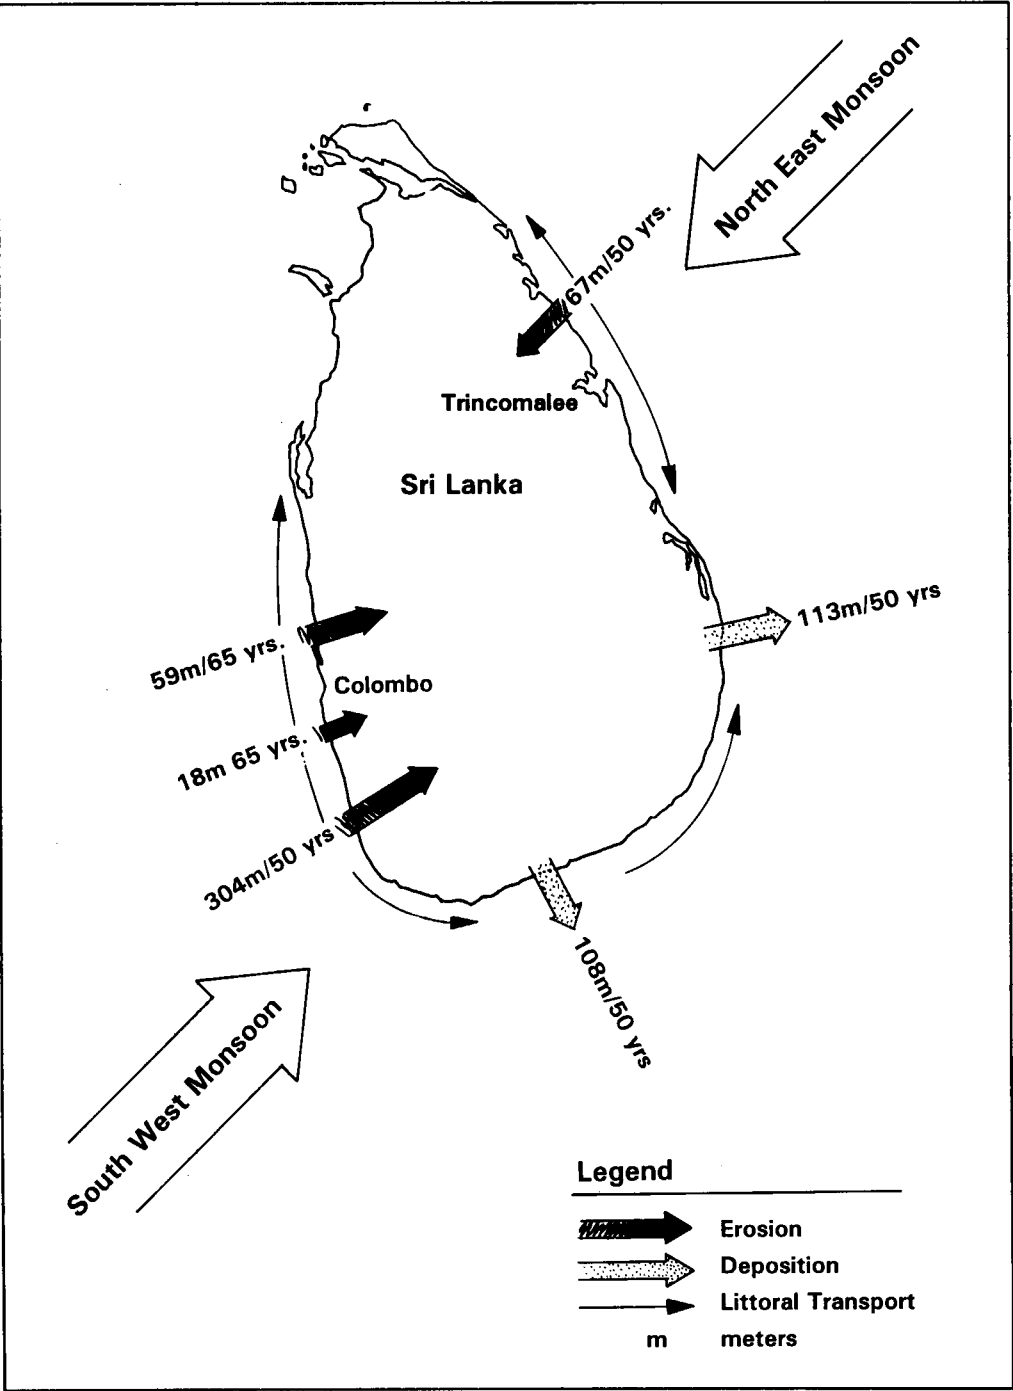 North East Monsoon
67m/50 yrs.
Trincomalee
Sri Lanka
113m/50 yrs
59m/65 yrs.
Colombo
18m 65 yrs.
304m/50 yrs
108m/50 yrs
South West Monsoon
Legend
Erosion
Deposition
Littoral Transport
m meters